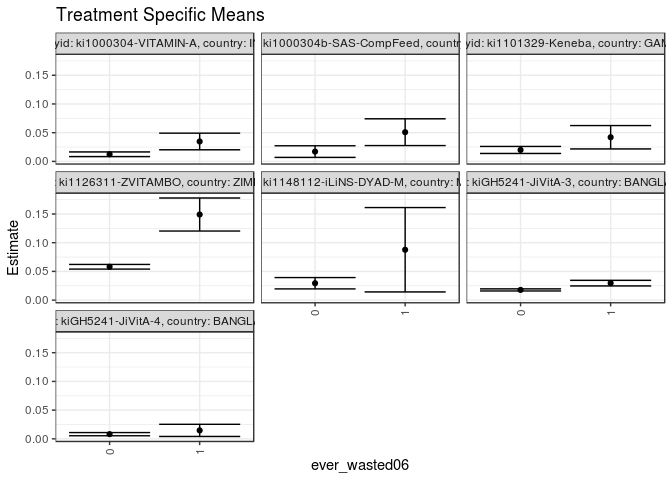 Treatment Specific Means
yid: ki1000304-VITAMIN-A, country: I
ki1000304b-SAS-CompFeed, countr
yid: ki1101329-Keneba, country: GA
0.15
0.10
0.05
0.00
ki1126311-ZVITAMBO, country: ZIM
ki1148112-iLiNS-DYAD-M, country:
: kiGH5241-JiVitA-3, country: BANGL
0.15
0.10
0.05
0.00
0
1
0
1
: kiGH5241-JiVitA-4, country: BANGL
0.15
0.10
0.05
0.00
0
1
Estimate
ever_wasted06